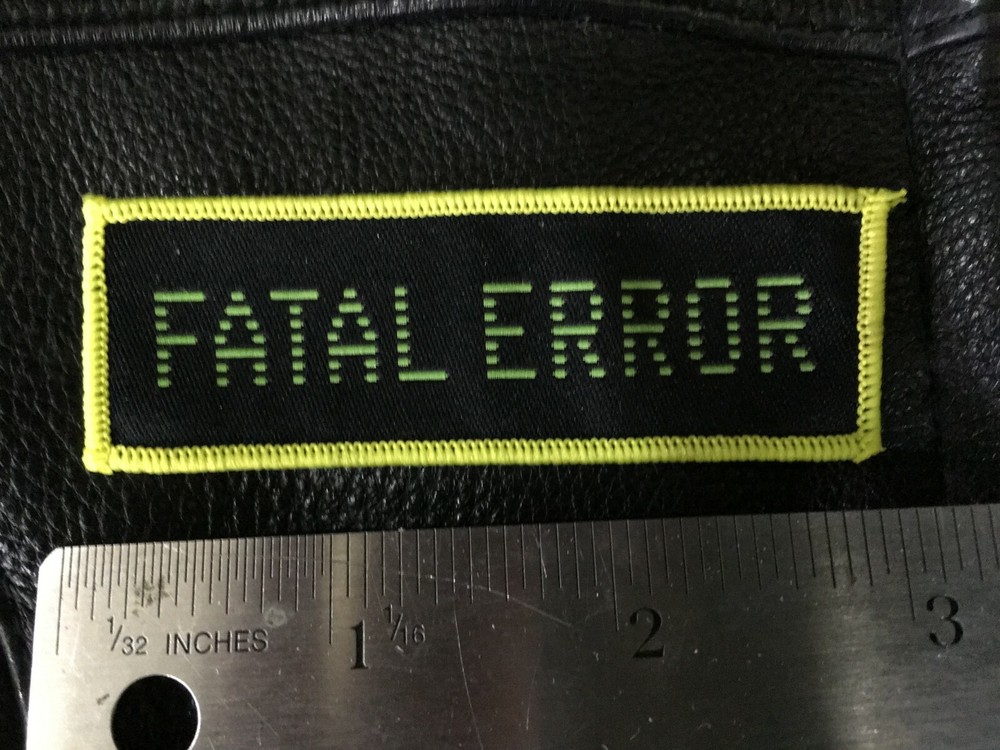 FATAL ERROR
1/32 INCHES 1 1/16 2 3